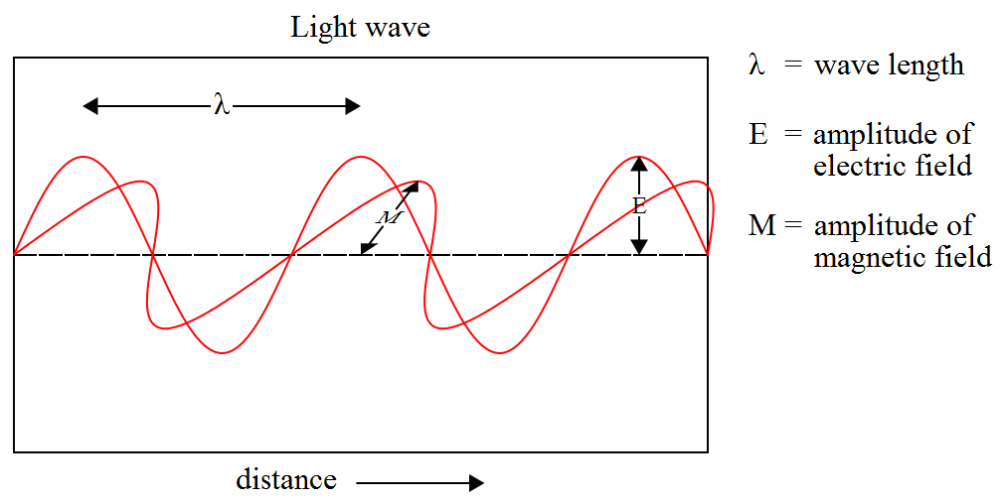 Light wave
λ
λ = wave length
E = amplitude of
electric field
M = amplitude of
magnetic field
M
E
distance